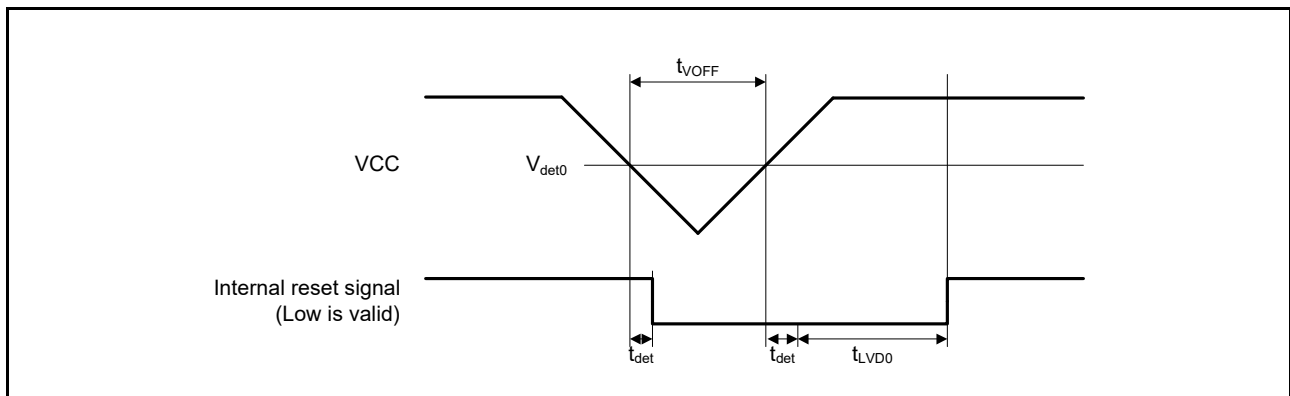 tVOFF
VCC
Vdet0
Internal reset signal
(Low is valid)
tdet
tdet
tLVD0